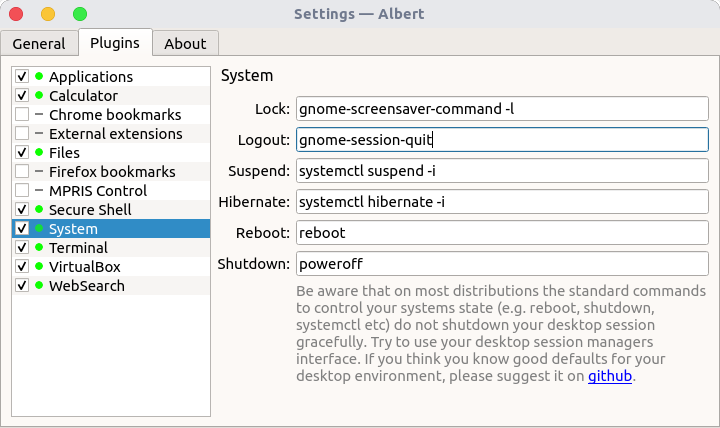 Settings — Albert
General Plugins About
Applications
Calculator
Chrome bookmarks
External extensions
Files
Firefox bookmarks
MPRIS Control
Secure Shell
System
Terminal
VirtualBox
WebSearch
System
Lock: gnome-screensaver-command -l
Logout: gnome-session-quit
Suspend: systemctl suspend -i
Hibernate: systemctl hibernate -i
Reboot: reboot
Shutdown: poweroff
Be aware that on most distributions the standard commands
to control your systems state (e.g. reboot, shutdown,
systemctl etc) do not shutdown your desktop session
gracefully. Try to use your desktop session managers
interface. If you think you know good defaults for your
desktop environment, please suggest it on github.